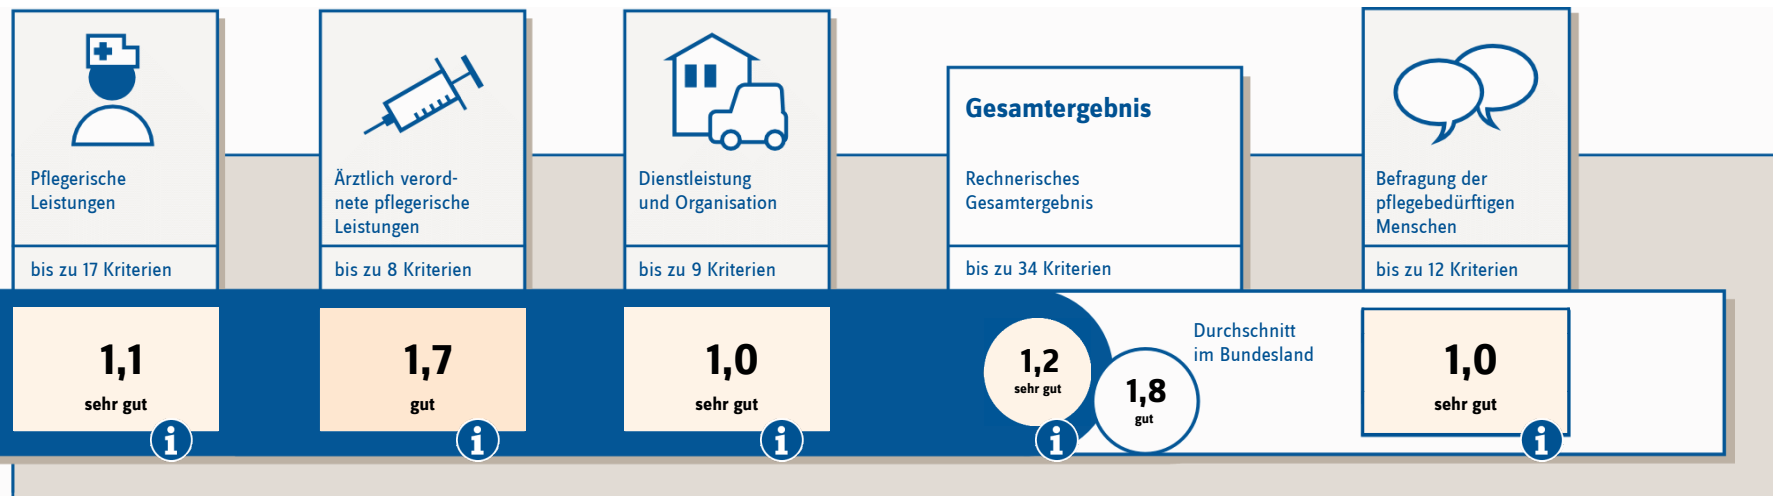 Pflegerische
Leistungen
bis zu 17 Kriterien
1,1
sehr gut
i
Ärztlich verord-
nete pflegerische
Leistungen
bis zu 8 Kriterien
1,7
gut
i
Dienstleistung
und Organisation
bis zu 9 Kriterien
1,0
sehr gut
i
Gesamtergebnis
Rechnerisches
Gesamtergebnis
bis zu 34 Kriterien
1,2
sehr gut
i
1,8
gut
Durchschnitt
im Bundesland
Befragung der
pflegebedürftigen
Menschen
bis zu 12 Kriterien
1,0
sehr gut
i